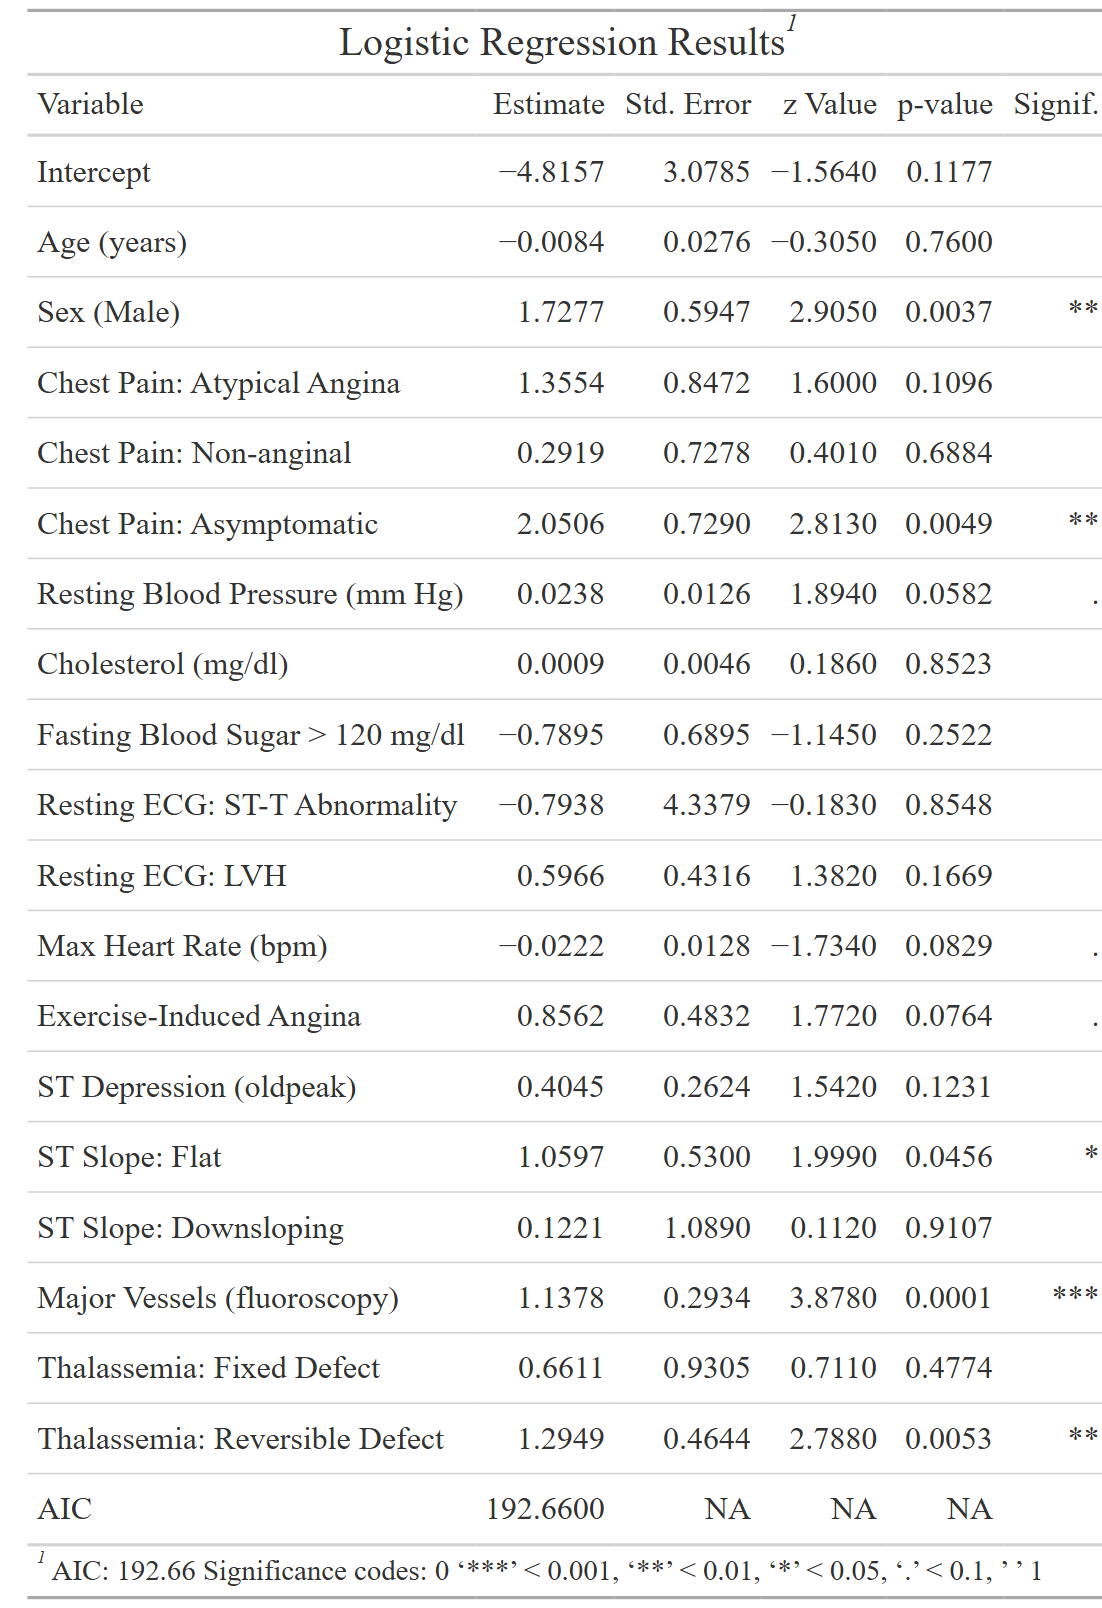 Logistic Regression Results1
Variable Estimate Std. Error z Value p-value Signif.
Intercept −4.8157 3.0785 −1.5640 0.1177
Age (years) −0.0084 0.0276 −0.3050 0.7600
Sex (Male) 1.7277 0.5947 2.9050 0.0037 **
Chest Pain: Atypical Angina 1.3554 0.8472 1.6000 0.1096
Chest Pain: Non-anginal 0.2919 0.7278 0.4010 0.6884
Chest Pain: Asymptomatic 2.0506 0.7290 2.8130 0.0049 **
Resting Blood Pressure (mm Hg) 0.0238 0.0126 1.8940 0.0582 .
Cholesterol (mg/dl) 0.0009 0.0046 0.1860 0.8523
Fasting Blood Sugar > 120 mg/dl −0.7895 0.6895 −1.1450 0.2522
Resting ECG: ST-T Abnormality −0.7938 4.3379 −0.1830 0.8548
Resting ECG: LVH 0.5966 0.4316 1.3820 0.1669
Max Heart Rate (bpm) −0.0222 0.0128 −1.7340 0.0829 .
Exercise-Induced Angina 0.8562 0.4832 1.7720 0.0764 .
ST Depression (oldpeak) 0.4045 0.2624 1.5420 0.1231
ST Slope: Flat 1.0597 0.5300 1.9990 0.0456 *
ST Slope: Downsloping 0.1221 1.0890 0.1120 0.9107
Major Vessels (fluoroscopy) 1.1378 0.2934 3.8780 0.0001 ***
Thalassemia: Fixed Defect 0.6611 0.9305 0.7110 0.4774
Thalassemia: Reversible Defect 1.2949 0.4644 2.7880 0.0053 **
AIC 192.6600 NA NA NA
1 AIC: 192.66 Significance codes: 0 ‘***’ < 0.001, ‘**’ < 0.01, ‘*’ < 0.05, ‘.’ < 0.1, ’ ’ 1